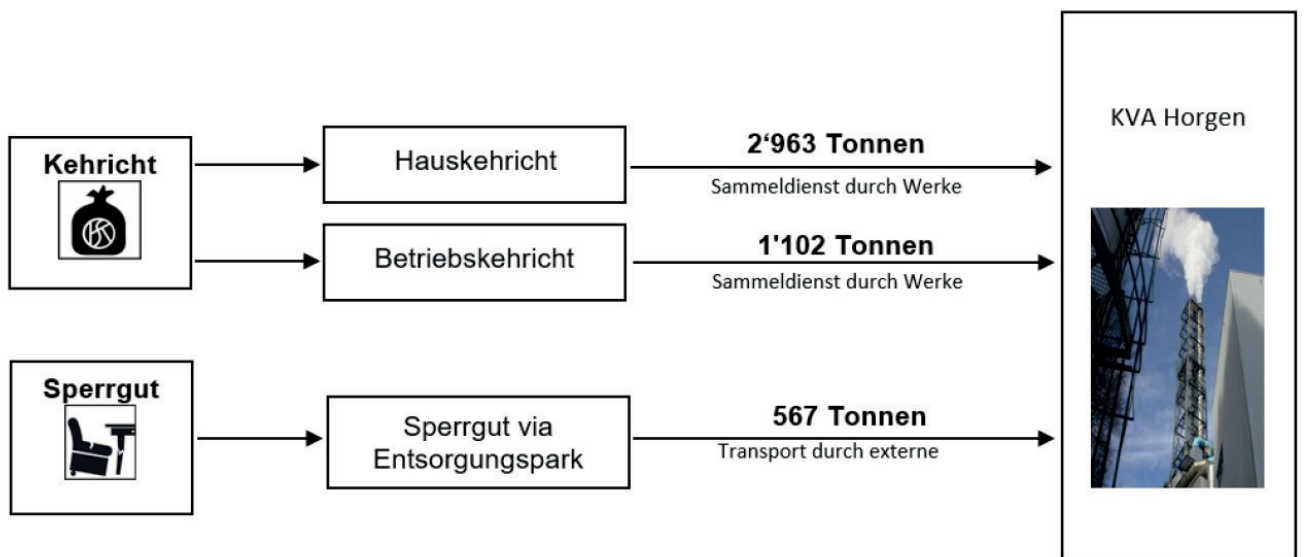 KVA Horgen
Kehricht
Hauskehricht
2‘963 Tonnen
Sammeldienst durch Werke
Betriebskehricht
1'102 Tonnen
Sammeldienst durch Werke
Sperrgut
Sperrgut via
Entsorgungspark
567 Tonnen
Transport durch externe